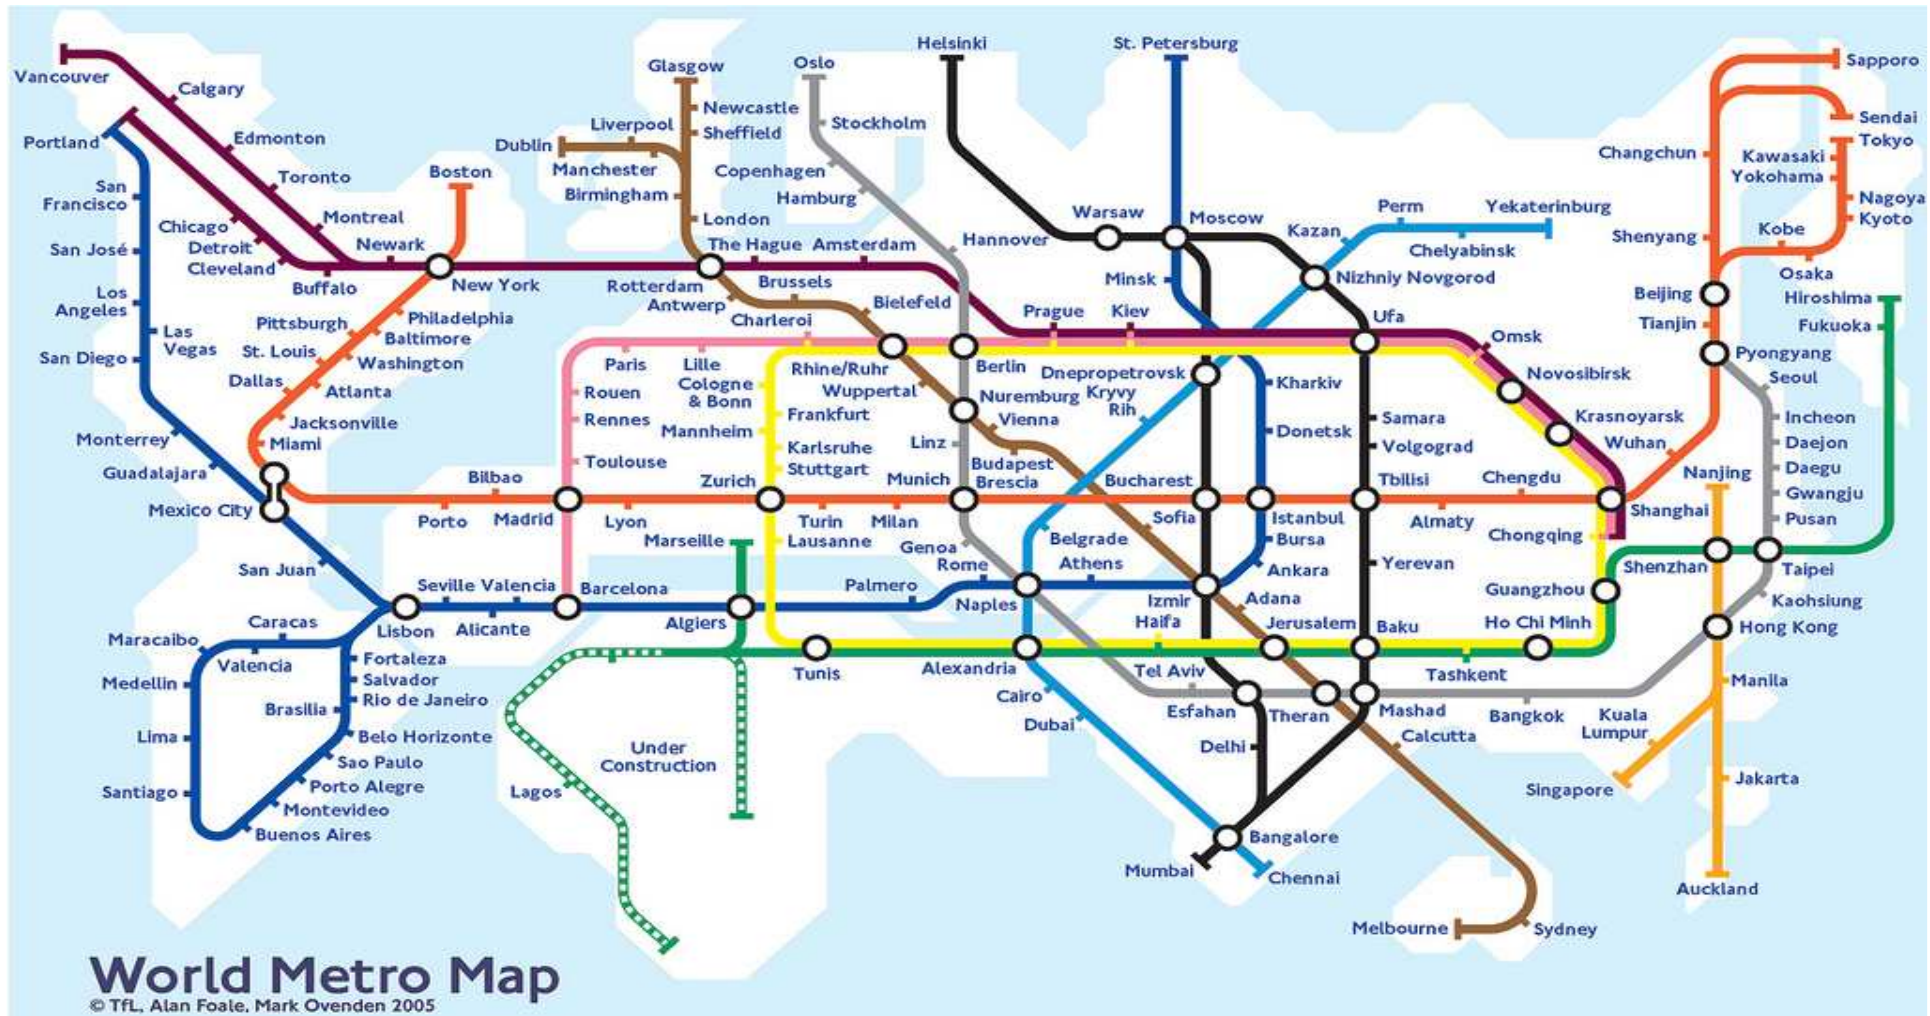 Vancouver
Calgary
Edmonton
Toronto
Montreal
Portland
San
Francisco
San José
Los
Angeles
Las
Vegas
San Diego
Monterrey
Guadalajara
Mexico City
San Juan
Chicago
Detroit
Cleveland
Buffalo
Newark
New York
Boston
Philadelphia
Baltimore
Washington
Pittsburgh
St. Louis
Dallas
Atlanta
Jacksonville
Miami
Caracas
Maracaibo
Valencia
Medellin
Lima
Santiago
Fortaleza
Salvador
Rio de Janeiro
Brasilia
Belo Horizonte
Sao Paulo
Porto Alegre
Montevideo
Buenos Aires
Glasgow
Newcastle
Sheffield
Liverpool
Dublin
Manchester
Birmingham
London
The Hague
Amsterdam
Rotterdam
Antwerp
Brussels
Bielefeld
Charleroi
Paris
Lille
Rouen
Rennes
Toulouse
Cologne
& Bonn
Frankfurt
Mannheim
Karlsruhe
Stuttgart
Zurich
Rhine/Ruhr
Wuppertal
Bilbao
Porto
Madrid
Lyon
Turin
Milan
Lausanne
Marseille
Seville
Valencia
Barcelona
Lisbon
Alicante
Algiers
Palmero
Tunis
Lagos
Under
Construction
Oslo
Stockholm
Copenhagen
Hamburg
Hannover
Berlin
Nuremburg
Vienna
Linz
Budapest
Munich
Brescia
Genoa
Rome
Naples
Athens
Helsinki
St. Petersburg
Warsaw
Moscow
Minsk
Prague
Kiev
Dnepropetrovsk
Kryvy
Rih
Kharkiv
Donetsk
Bucharest
Sofia
Istanbul
Bursa
Ankara
Belgrade
Izmir
Adana
Haifa
Jerusalem
Tel Aviv
Alexandria
Cairo
Dubai
Esfahan
Theran
Mashad
Delhi
Calcutta
Bangalore
Mumbai
Chennai
Melbourne
Sydney
Kazan
Perm
Yekaterinburg
Chelyabinsk
Nizhniy Novgorod
Ufa
Samara
Volgograd
Tbilisi
Yerevan
Baku
Almaty
Tashkent
Bangkok
Omsk
Novosibirsk
Krasnoyarsk
Chengdu
Chongqing
Wuhan
Nanjing
Shanghai
Guangzhou
Ho Chi Minh
Shenzhan
Taipei
Kaohsiung
Hong Kong
Manila
Kuala
Lumpur
Singapore
Jakarta
Auckland
Sapporo
Sendai
Tokyo
Kawasaki
Yokohama
Nagoya
Kyoto
Kobe
Osaka
Hiroshima
Fukuoka
Changchun
Shenyang
Beijing
Tianjin
Pyongyang
Seoul
Incheon
Daejon
Daegu
Gwangju
Pusan
World Metro Map
© TfL, Alan Foale, Mark Ovenden 2005